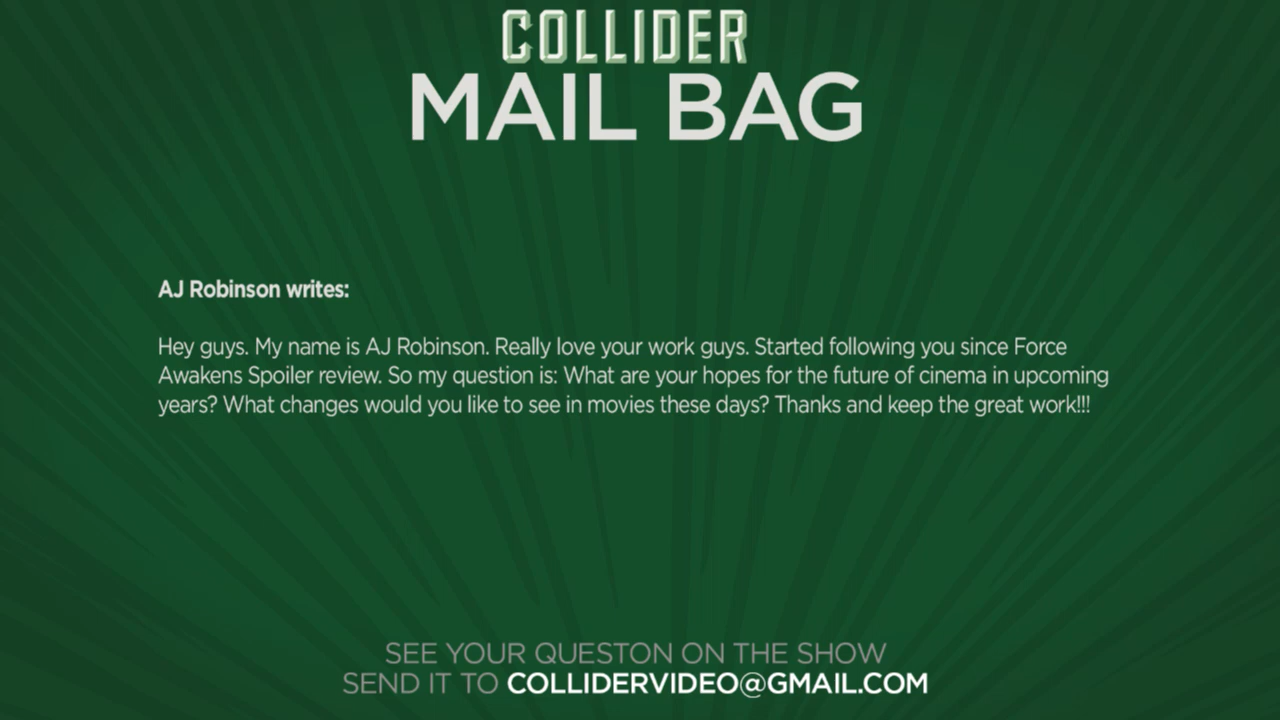 COLLIDER
MAIL BAG
AJ Robinson writes:
Hey guys. My name is AJ Robinson. Really love your work guys. Started following you since Force
Awakens Spoiler review. So my question is: What are your hopes for the future of cinema in upcoming
years? What changes would you like to see in movies these days? Thanks and keep the great work!!!
SEE YOUR QUESTON ON THE SHOW
SEND IT TO COLLIDERVIDEO@GMAIL.COM